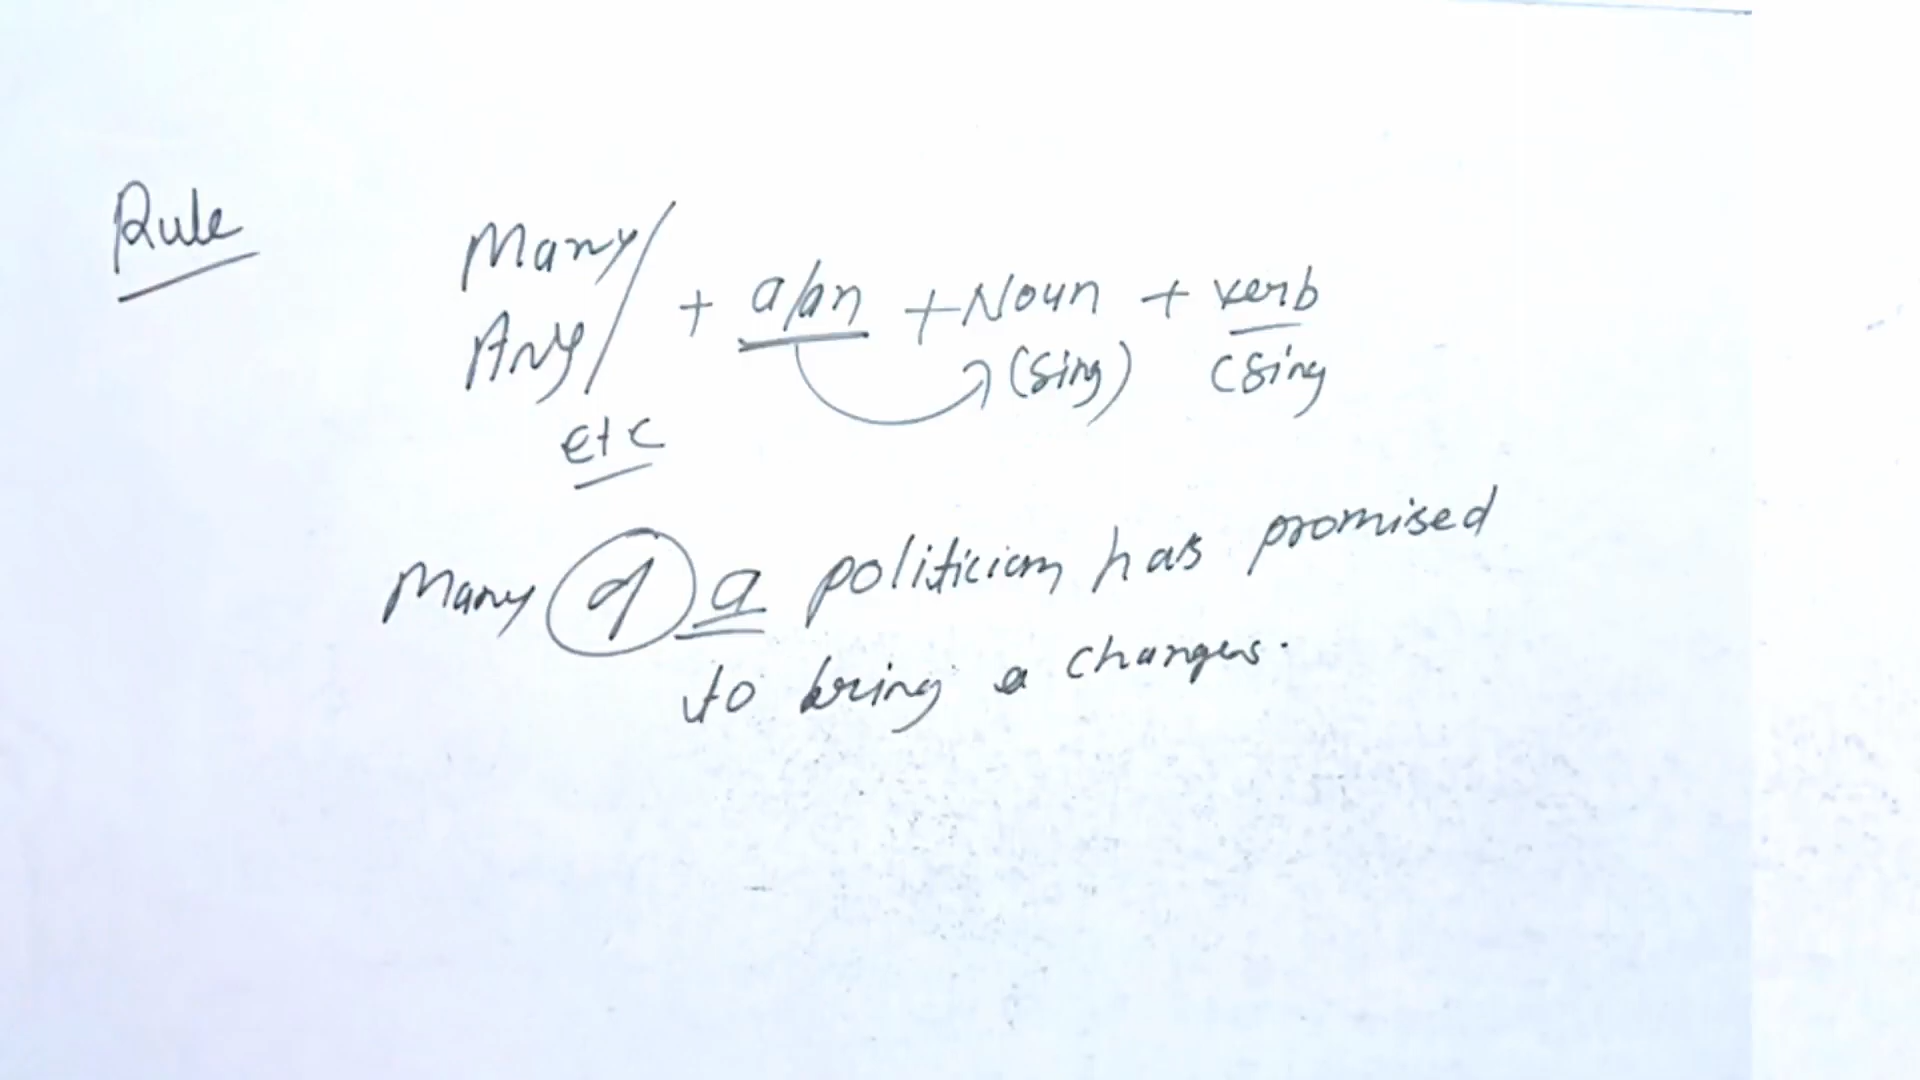 Rule
Many/
Any/ + a/an + Noun + verb
etc (sing) (sing
Many of a politician has promised
to bring a changes.